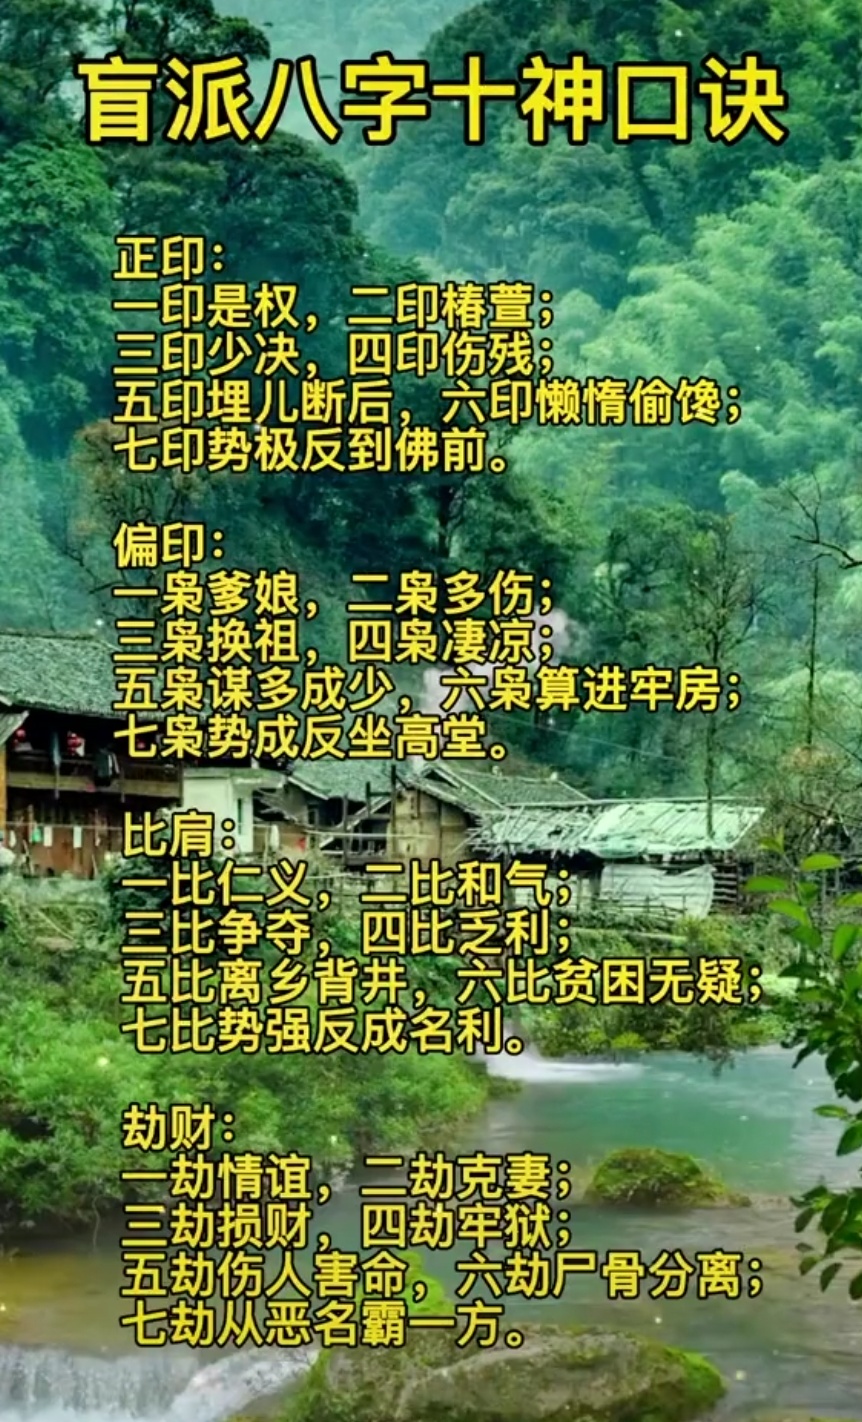 盲派八字十神口诀
正印：
一印是权，二印椿萱；
三印少决，四印伤残；
五印埋儿断后，六印懒惰偷馋；
七印势极反到佛前。
偏印：
一枭爹娘，二枭多伤；
三枭换祖，四枭凄凉；
五枭谋多成少，六枭算进牢房；
七枭势成反坐高堂。
比肩：
一比仁义，二比和气；
三比争夺，四比乏利；
五比离乡背井，六比贫困无疑；
七比势强反成名利。
劫财：
一劫情谊，二劫克妻；
三劫损财，四劫牢狱；
五劫伤人害命，六劫尸骨分离；
七劫从恶名霸一方。